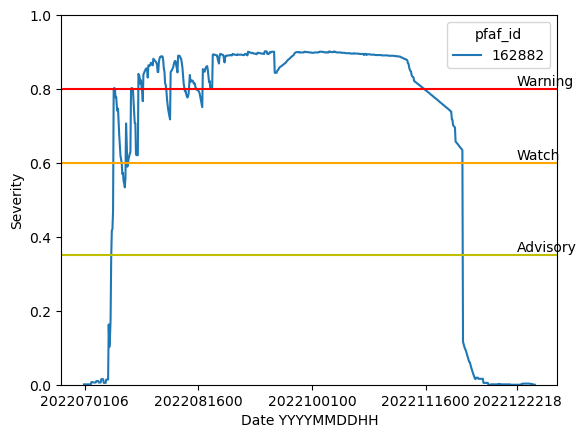 1.0
pfaf_id
162882
Warning
0.8
Watch
0.6
Severity
0.4
Advisory
0.2
0.0
2022070106 2022081600 2022100100 2022111600 2022122218
Date YYYYMMDDHH